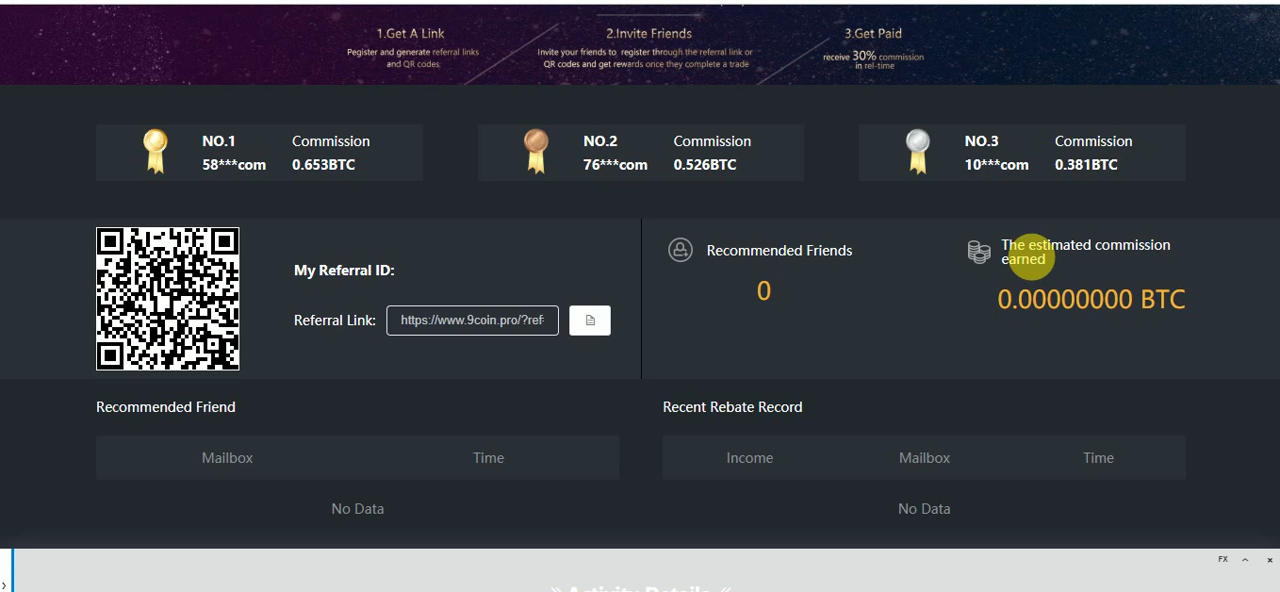 1.Get A Link
Pegister and generate referral links
and QR codes
2.Invite Friends
Invite your friends to register through the referral link or
QR codes and get rewards once they complete a trade
3.Get Paid
receive 30% commission
in rel-time
NO.1 Commission
58***com 0.653BTC
NO.2 Commission
76***com 0.526BTC
NO.3 Commission
10***com 0.381BTC
My Referral ID:
Referral Link: https://www.9coin.pro/?ref=
Recommended Friends
0
The estimated commission
earned
0.00000000 BTC
Recommended Friend
Mailbox Time
No Data
Recent Rebate Record
Income Mailbox Time
No Data
FX
Activity Details